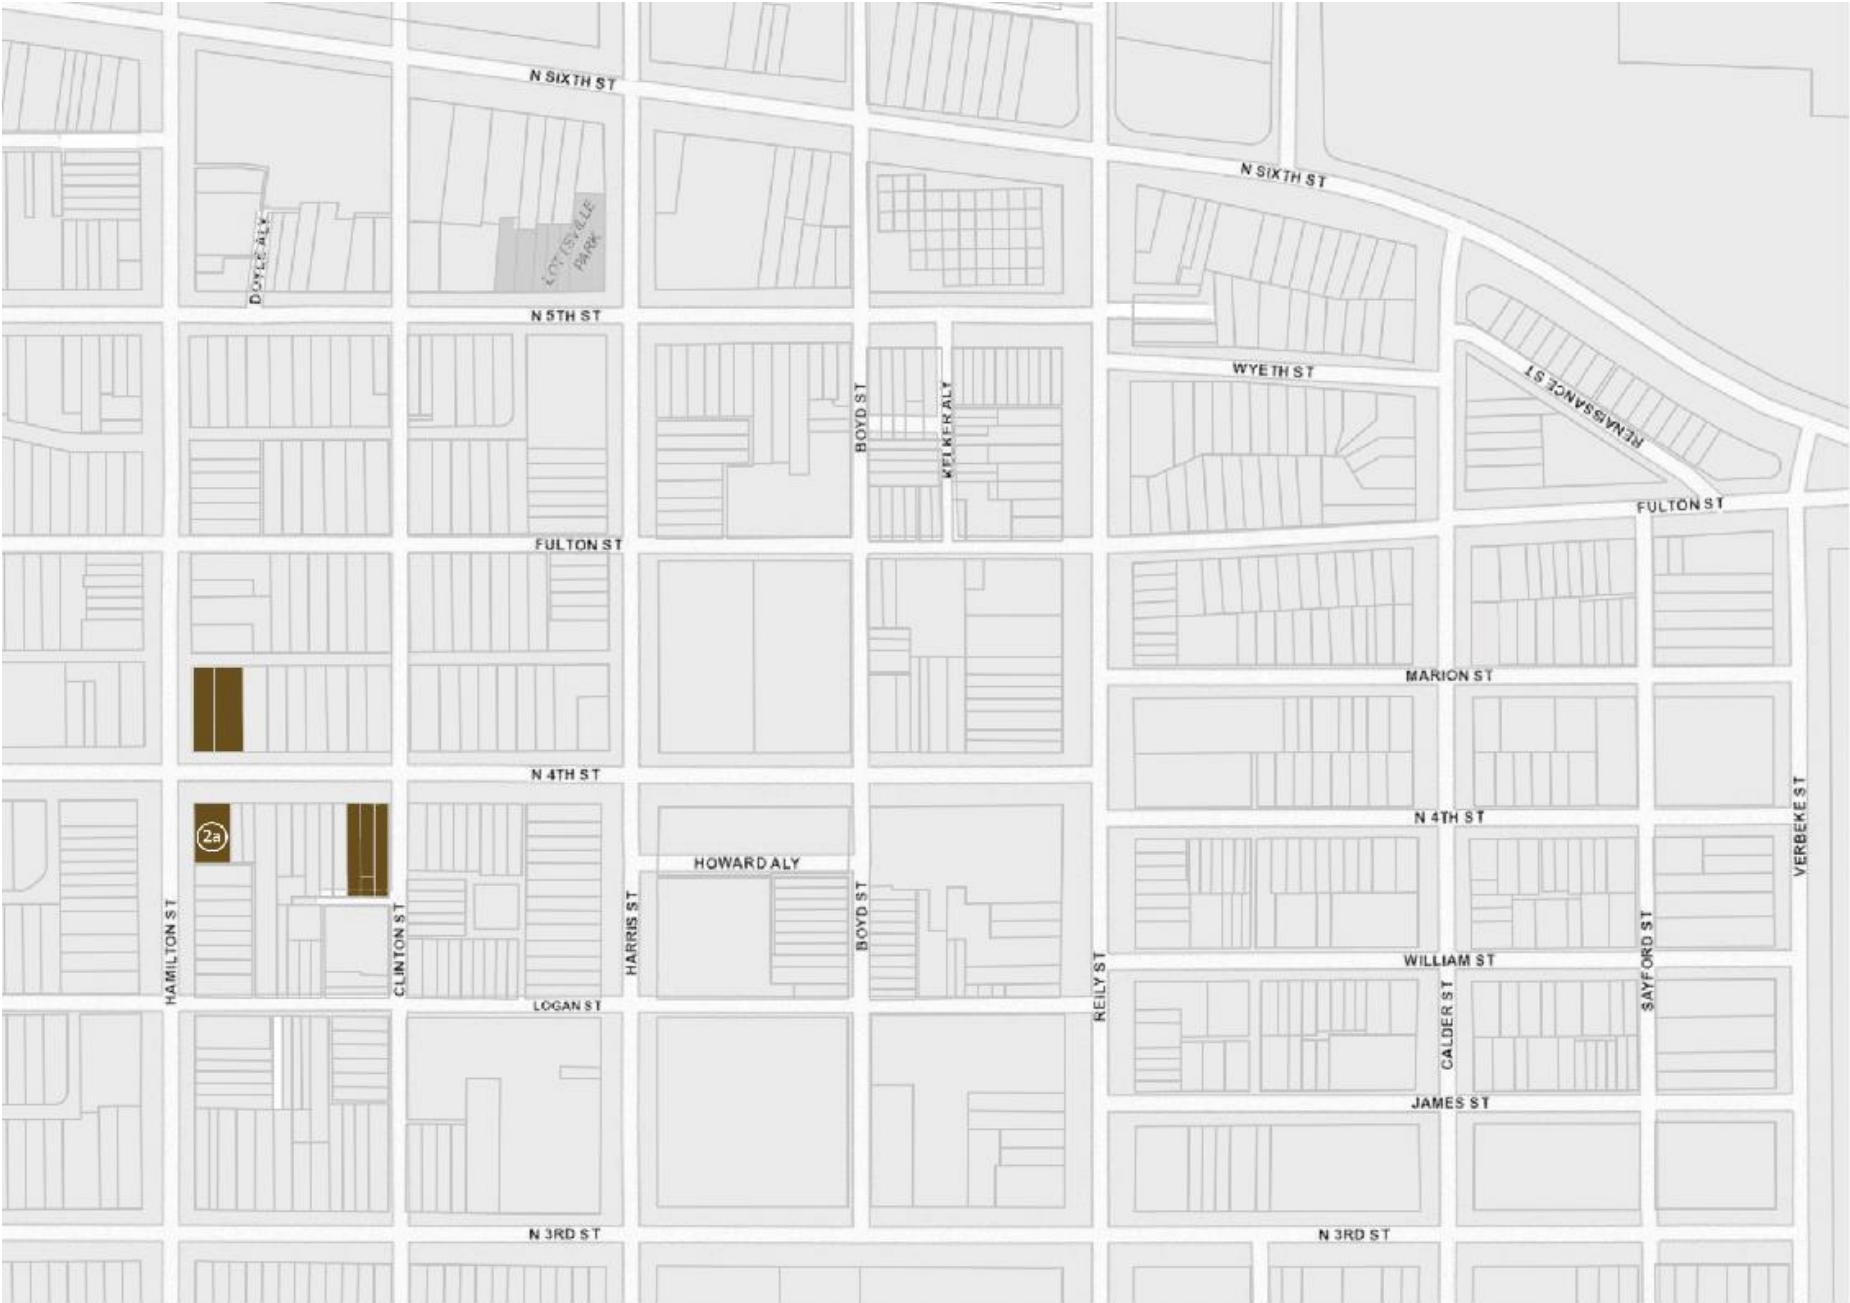 N SIXTH ST
N SIXTH ST
LOTTSVILLE
PARK
DOYLE ALY
N 5TH ST
WYETH ST
RENAISSANCE ST
BOYD ST
KELKER ALY
FULTON ST
FULTON ST
MARION ST
N 4TH ST
N 4TH ST
VERBEKE ST
2a
HOWARD ALY
HAMILTON ST
CLINTON ST
HARRIS ST
BOYD ST
REILY ST
WILLIAM ST
SAYFORD ST
CALDER ST
LOGAN ST
JAMES ST
N 3RD ST
N 3RD ST